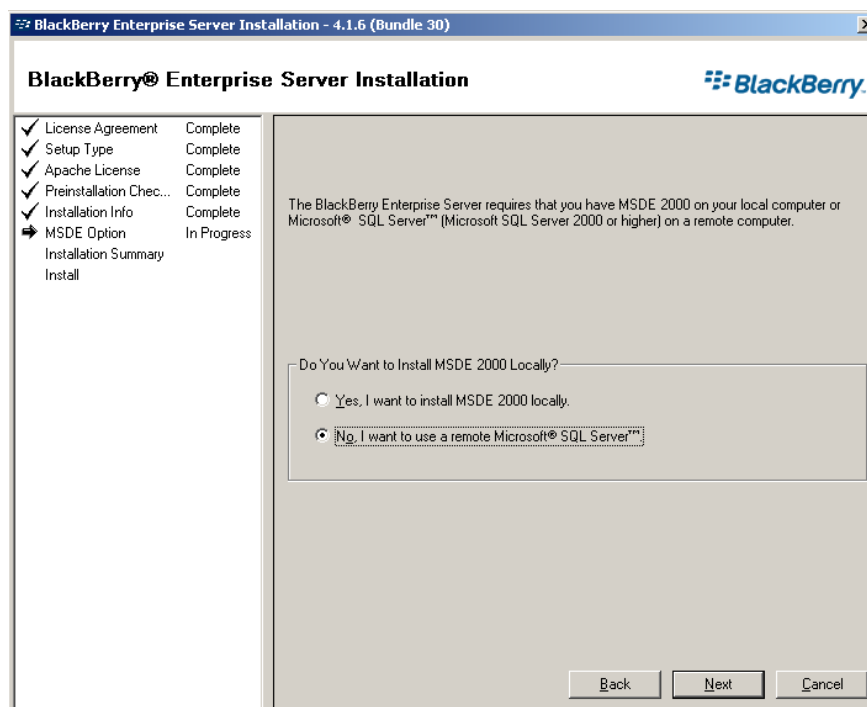 BlackBerry Enterprise Server Installation - 4.1.6 (Bundle 30)
BlackBerry® Enterprise Server Installation
BlackBerry.
License Agreement Complete
Setup Type Complete
Apache License Complete
Preinstallation Chec... Complete
Installation Info Complete
MSDE Option In Progress
Installation Summary
Install
The BlackBerry Enterprise Server requires that you have MSDE 2000 on your local computer or
Microsoft® SQL Server™ (Microsoft SQL Server 2000 or higher) on a remote computer.
Do You Want to Install MSDE 2000 Locally?
Yes, I want to install MSDE 2000 locally.
No, I want to use a remote Microsoft® SQL Server™.
Back Next Cancel